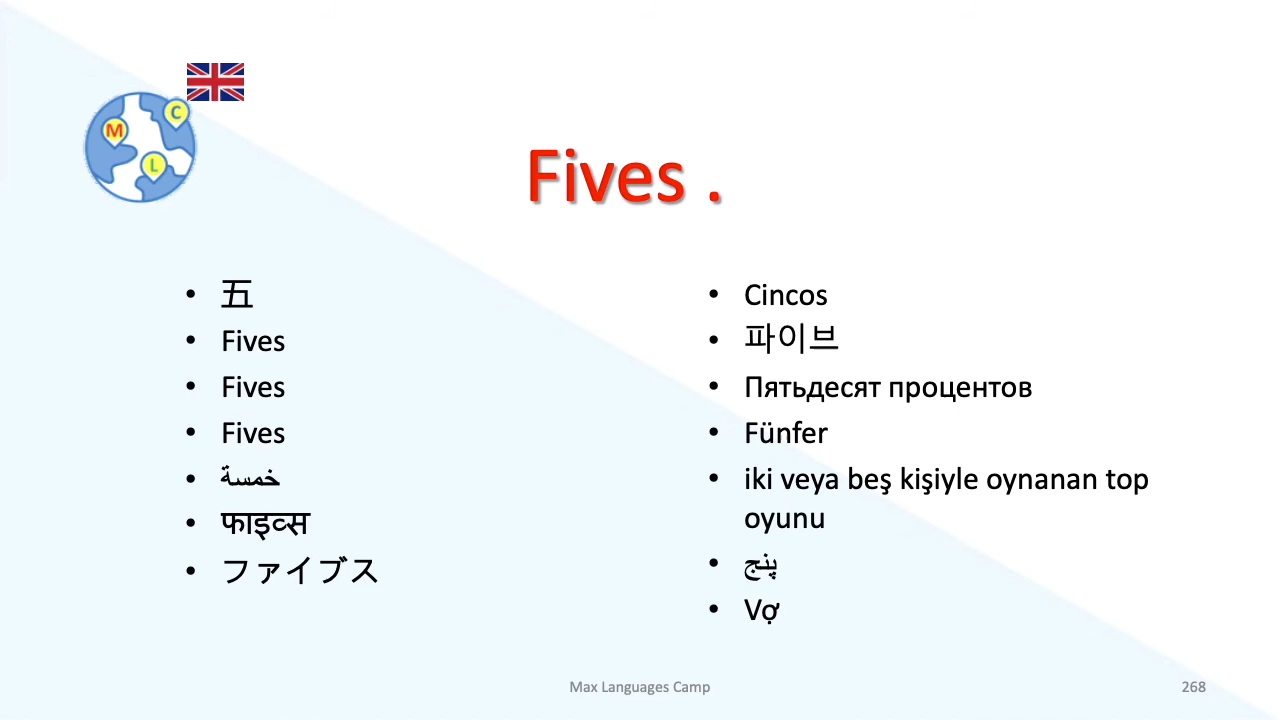 M
C
L
Fives .
• 五
• Fives
• Fives
• Fives
• خمسة
• फाइव्स
• ファイブス
• Cincos
• 파이브
• Пятьдесят процентов
• Fünfer
• iki veya beş kişiyle oynanan top
oyunu
• پنج
• Vợ
Max Languages Camp
268